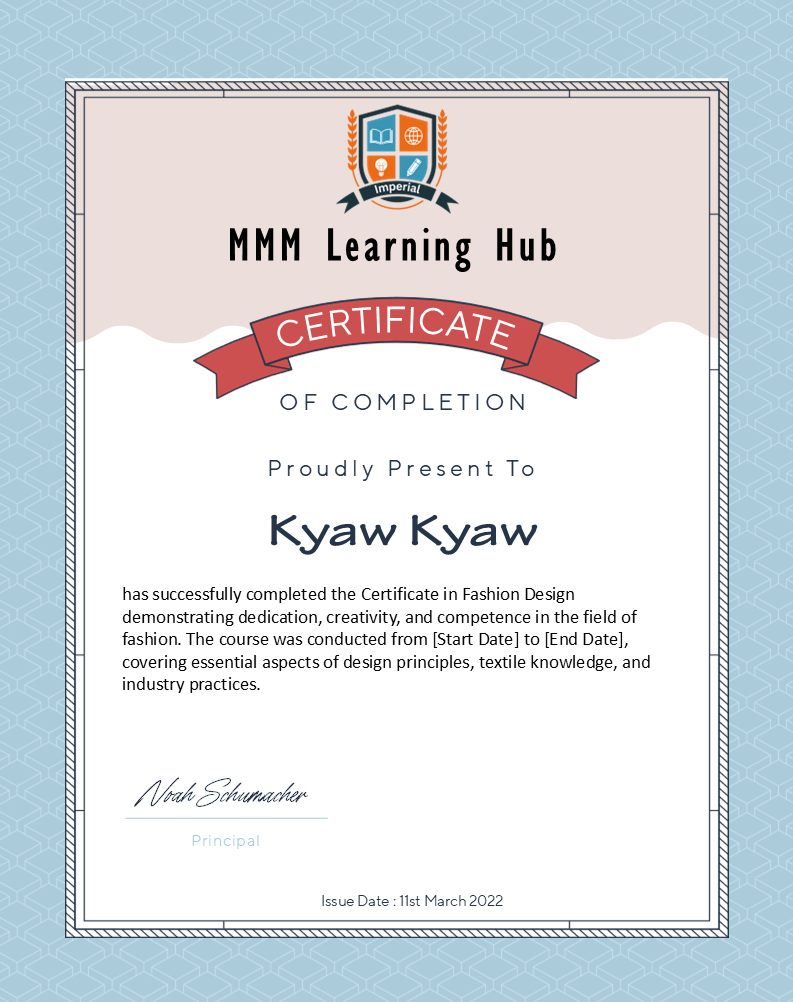 Imperial
MMM Learning Hub
CERTIFICATE
OF COMPLETION
Proudly Present To
Kyaw Kyaw
has successfully completed the Certificate in Fashion Design
demonstrating dedication, creativity, and competence in the field of
fashion. The course was conducted from [Start Date] to [End Date],
covering essential aspects of design principles, textile knowledge, and
industry practices.
Noah Schumacher
Principal
Issue Date : 11st March 2022